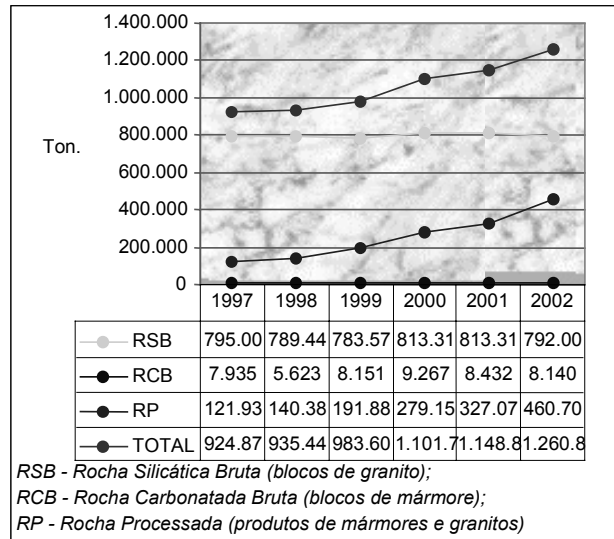 1.400.000
1.200.000
1.000.000
Ton.
800.000
600.000
400.000
200.000
0
1997 1998 1999 2000 2001 2002
RSB 795.00 789.44 783.57 813.31 813.31 792.00
RCB 7.935 5.623 8.151 9.267 8.432 8.140
RP 121.93 140.38 191.88 279.15 327.07 460.70
TOTAL 924.87 935.44 983.60 1.101.7 1.148.8 1.260.8
RSB - Rocha Silicática Bruta (blocos de granito);
RCB - Rocha Carbonatada Bruta (blocos de mármore);
RP - Rocha Processada (produtos de mármores e granitos)